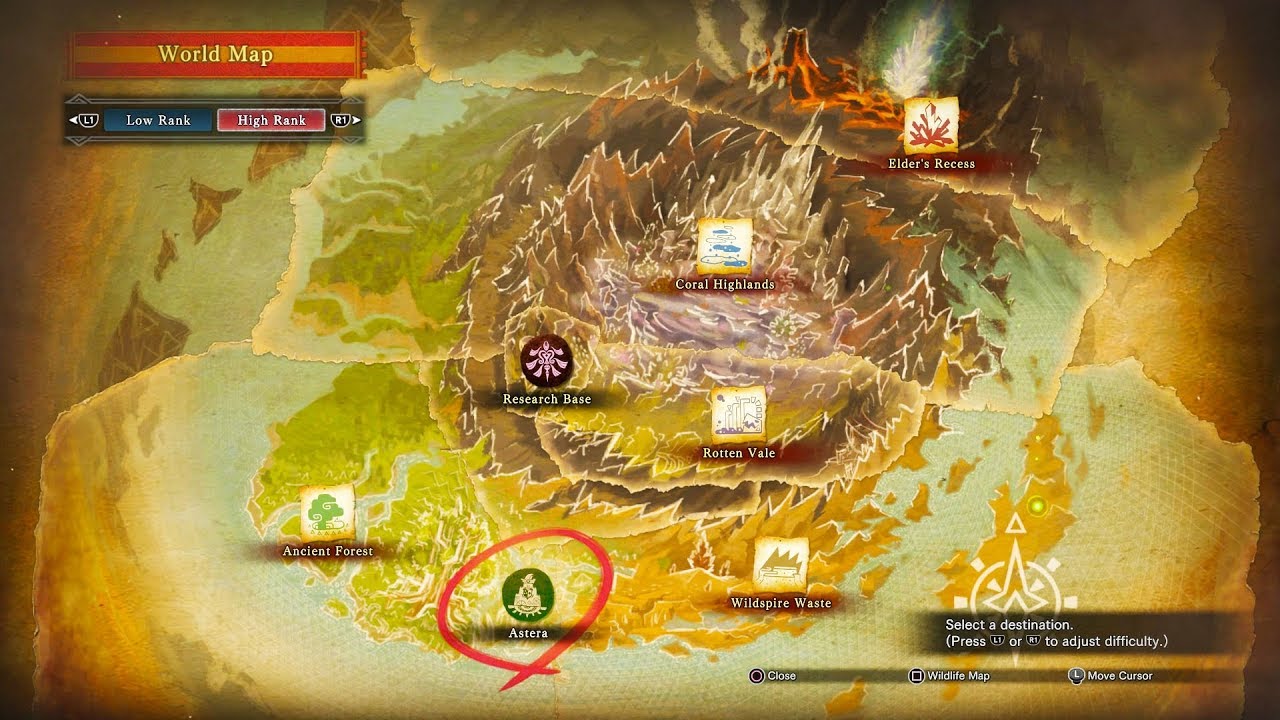 World Map
L1 Low Rank High Rank R1
Elder's Recess
Coral Highlands
Research Base
Rotten Vale
Ancient Forest
Wildspire Waste
Astera
Select a destination.
(Press L1 or R1 to adjust difficulty.)
Close Wildlife Map L Move Cursor